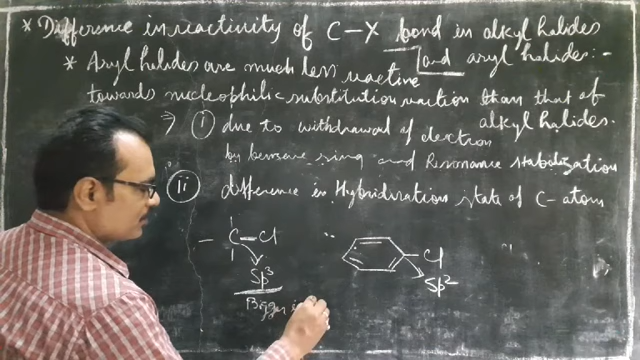 * Difference in reactivity of C-X bond in alkyl halides
and aryl halides:-
* Aryl halides are much less reactive
towards nucleophilic substitution reaction than that of
alkyl halides.
⇒ (i) due to withdrawal of electron
by benzene ring and Resonance stabilization
(ii) difference in Hybridization state of C-atom
- C-Cl
Cl
Sp³
Sp²
Bigger